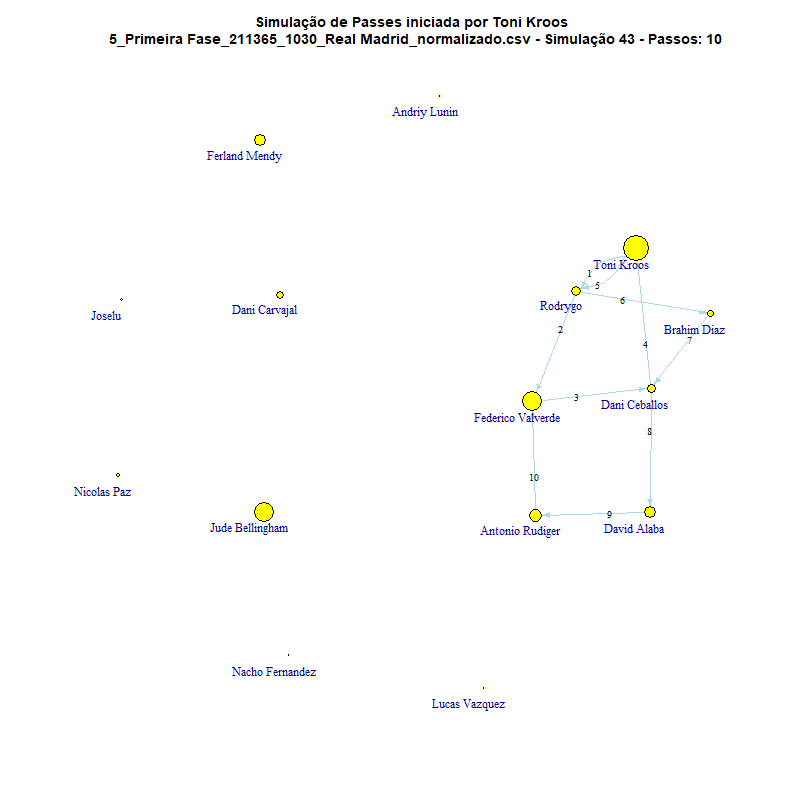 Simulação de Passes iniciada por Toni Kroos
5_Primeira Fase_211365_1030_Real Madrid_normalizado.csv - Simulação 43 - Passos: 10
Andriy Lunin
Ferland Mendy
Toni Kroos
1
5
6
Rodrygo
Joselu
Dani Carvajal
2
Brahim Diaz
7
4
3
Dani Ceballos
Federico Valverde
8
10
Nicolas Paz
9
Jude Bellingham
Antonio Rudiger
David Alaba
Nacho Fernandez
Lucas Vazquez